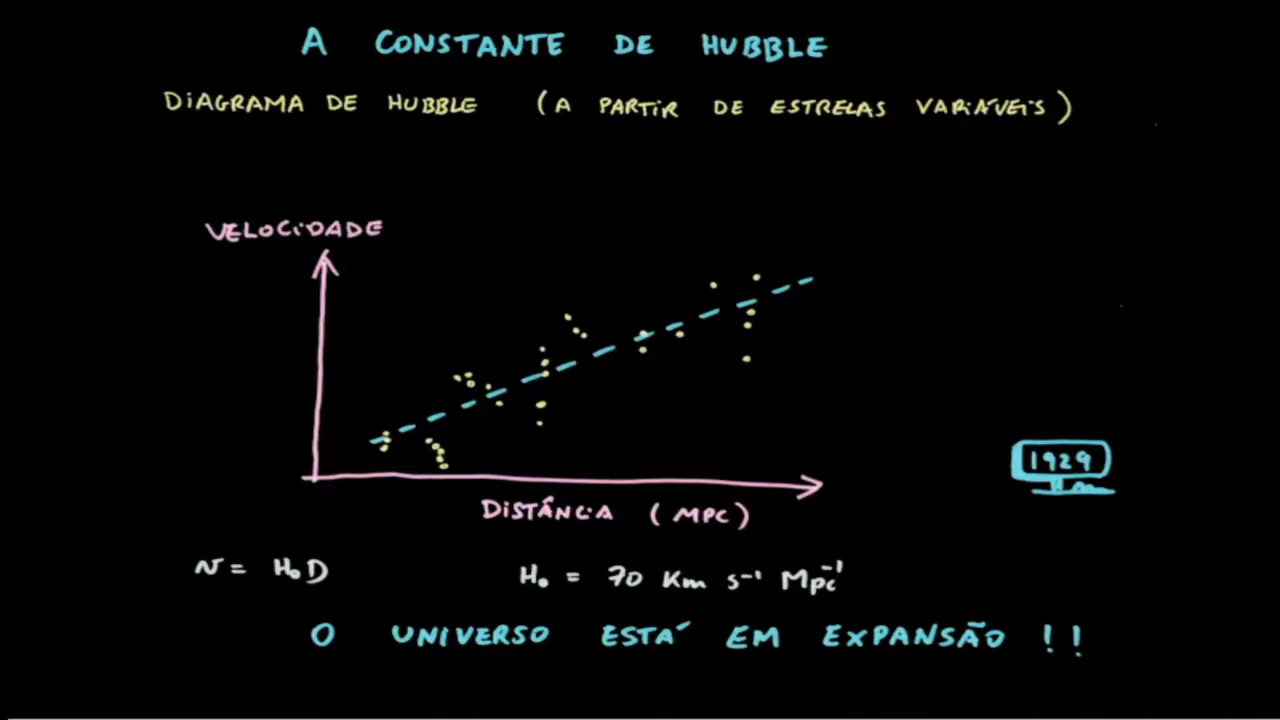 A CONSTANTE DE HUBBLE
DIAGRAMA DE HUBBLE (A PARTIR DE ESTRELAS VARIÁVEIS)
VELOCIDADE
1929
DISTÂNCIA (MPC)
v = H₀D
H₀ = 70 Km s⁻¹ Mpc⁻¹
O UNIVERSO ESTÁ EM EXPANSÃO !!